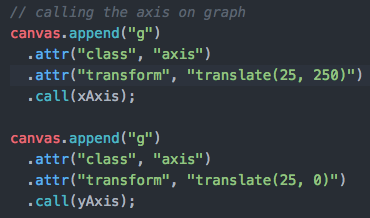 // calling the axis on graph
canvas.append("g")
.attr("class", "axis")
.attr("transform", "translate(25, 250)")
.call(xAxis);
canvas.append("g")
.attr("class", "axis")
.attr("transform", "translate(25, 0)")
.call(yAxis);